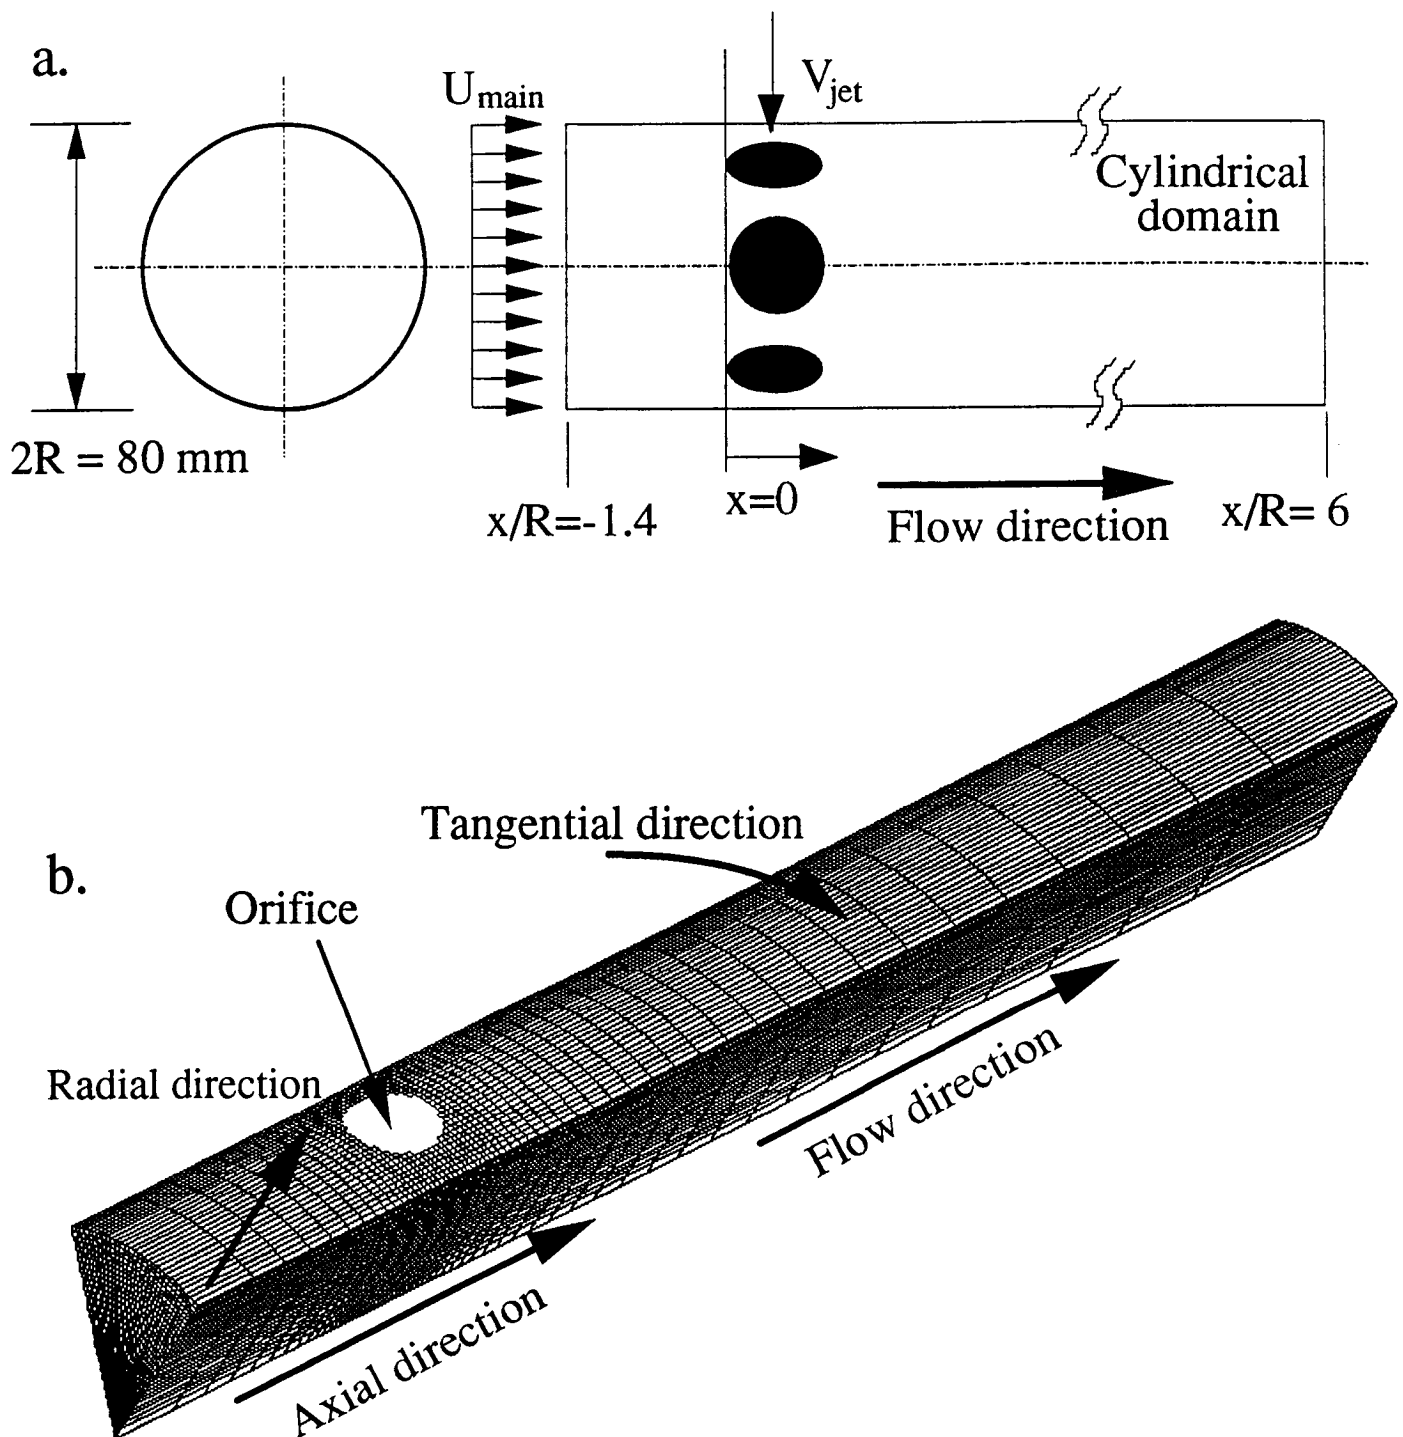 a.
U_main
V_jet
Cylindrical
domain
2R = 80 mm
x/R=-1.4
x=0
Flow direction
x/R= 6
b.
Tangential direction
Orifice
Radial direction
Flow direction
Axial direction